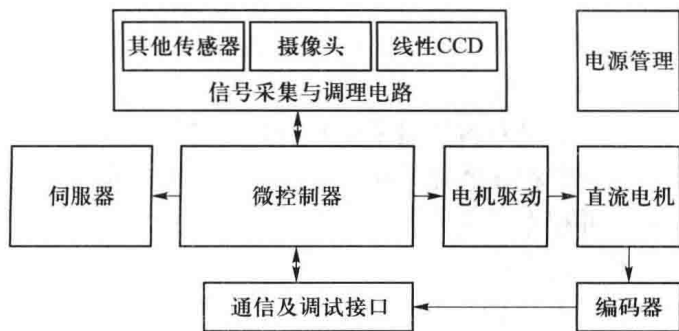 其他传感器 摄像头 线性CCD
信号采集与调理电路
电源管理
伺服器 微控制器 电机驱动 直流电机
通信及调试接口 编码器